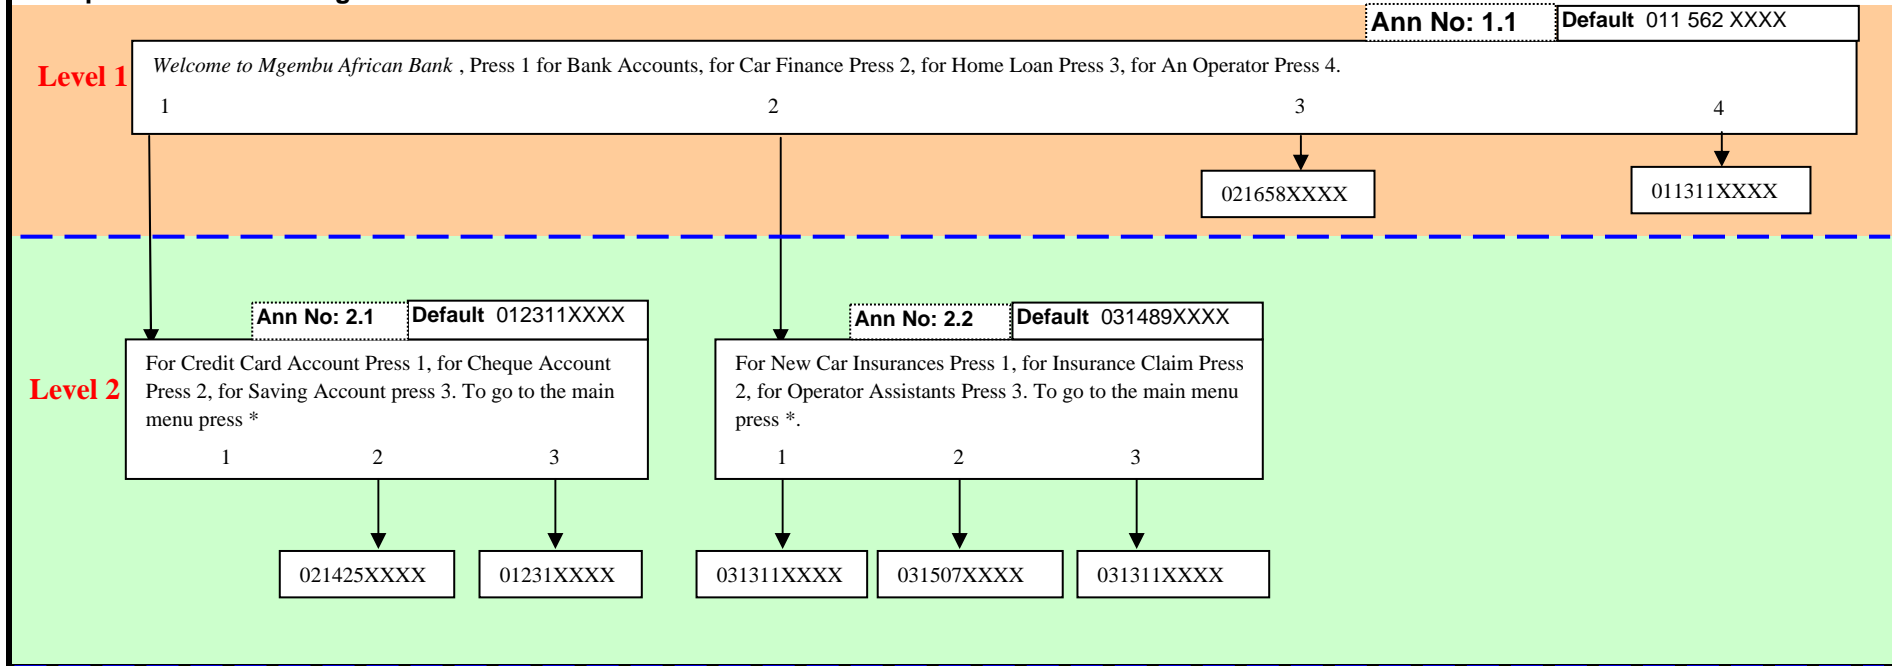 Ann No: 1.1 Default 011 562 XXXX
Level 1
Welcome to Mgembu African Bank , Press 1 for Bank Accounts, for Car Finance Press 2, for Home Loan Press 3, for An Operator Press 4.
1 2 3 4
021658XXXX 011311XXXX
Ann No: 2.1 Default 012311XXXX
Ann No: 2.2 Default 031489XXXX
Level 2
For Credit Card Account Press 1, for Cheque Account
Press 2, for Saving Account press 3. To go to the main
menu press *
1 2 3
For New Car Insurances Press 1, for Insurance Claim Press
2, for Operator Assistants Press 3. To go to the main menu
press *.
1 2 3
021425XXXX 01231XXXX 031311XXXX 031507XXXX 031311XXXX